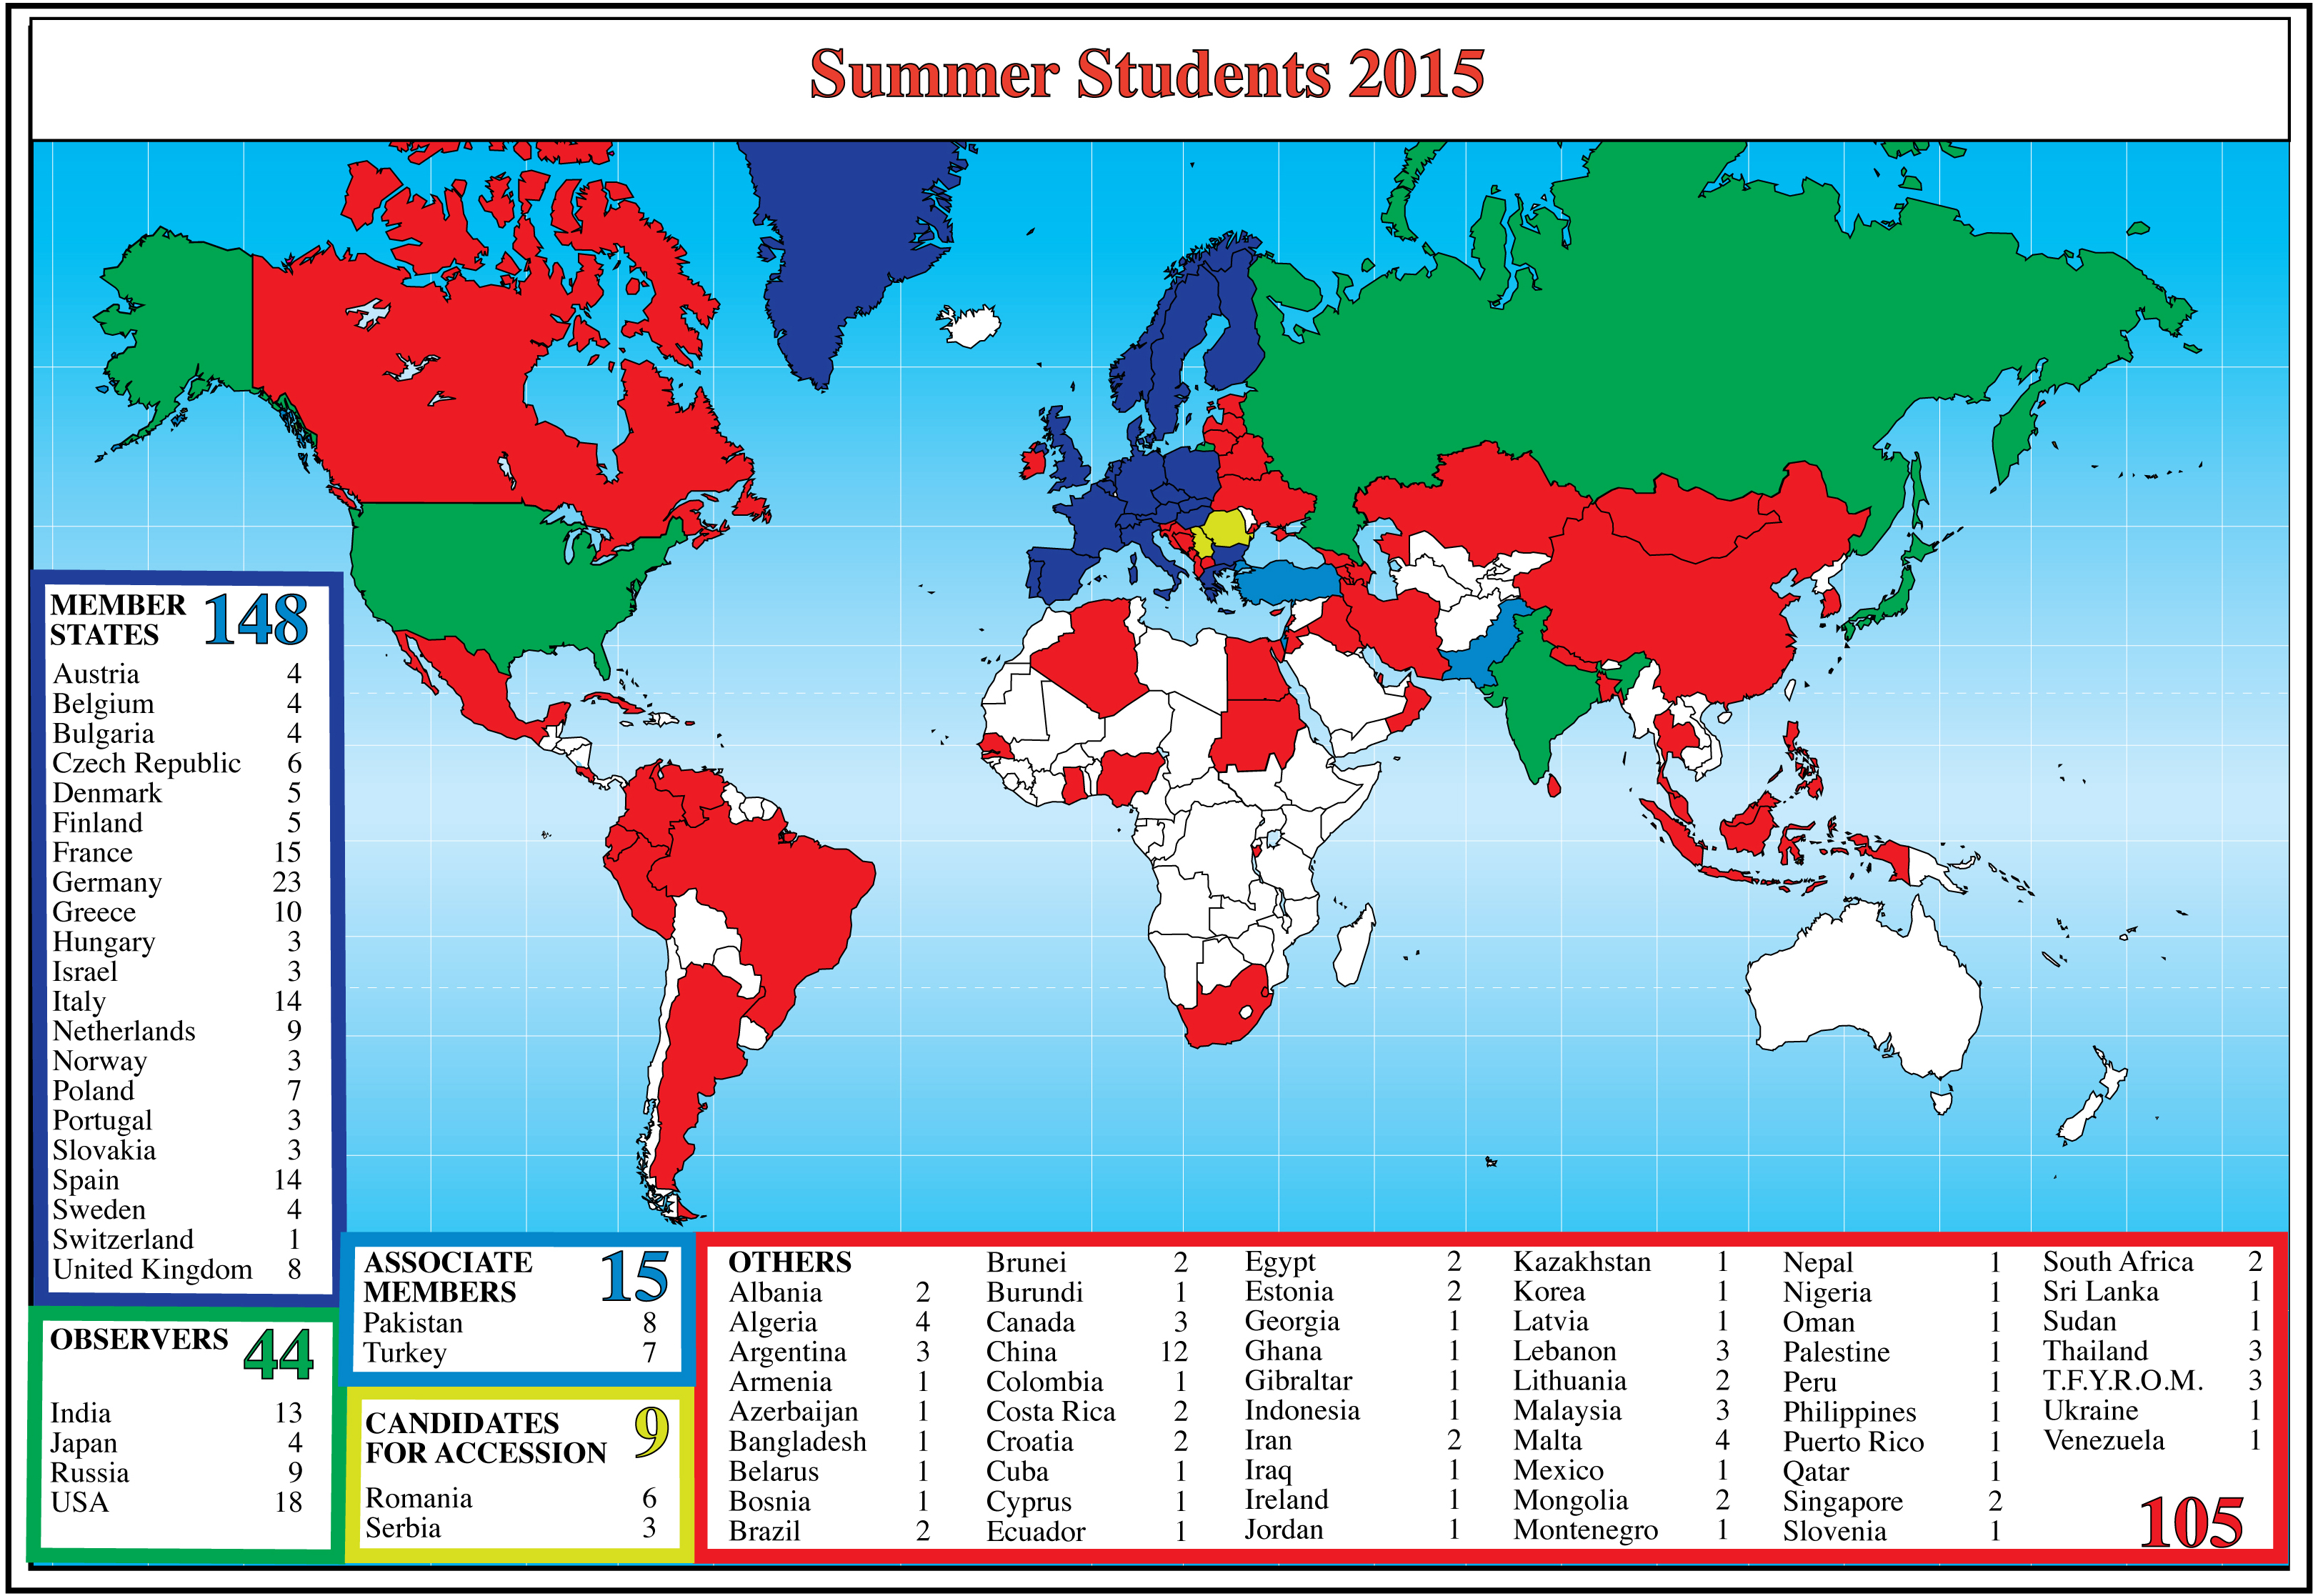 Summer Students 2015
MEMBER
STATES 148
Austria 4
Belgium 4
Bulgaria 4
Czech Republic 6
Denmark 5
Finland 5
France 15
Germany 23
Greece 10
Hungary 3
Israel 3
Italy 14
Netherlands 9
Norway 3
Poland 7
Portugal 3
Slovakia 3
Spain 14
Sweden 4
Switzerland 1
United Kingdom 8
OBSERVERS 44
India 13
Japan 4
Russia 9
USA 18
ASSOCIATE
MEMBERS 15
Pakistan 8
Turkey 7
CANDIDATES
FOR ACCESSION 9
Romania 6
Serbia 3
OTHERS
Albania 2
Algeria 4
Argentina 3
Armenia 1
Azerbaijan 1
Bangladesh 1
Belarus 1
Bosnia 1
Brazil 2
Brunei 2
Burundi 1
Canada 3
China 12
Colombia 1
Costa Rica 2
Croatia 2
Cuba 1
Cyprus 1
Ecuador 1
Egypt 2
Estonia 2
Georgia 1
Ghana 1
Gibraltar 1
Indonesia 1
Iran 2
Iraq 1
Ireland 1
Jordan 1
Kazakhstan 1
Korea 1
Latvia 1
Lebanon 3
Lithuania 2
Malaysia 3
Malta 4
Mexico 1
Mongolia 2
Montenegro 1
Nepal 1
Nigeria 1
Oman 1
Palestine 1
Peru 1
Philippines 1
Puerto Rico 1
Qatar 1
Singapore 2
Slovenia 1
South Africa 2
Sri Lanka 1
Sudan 1
Thailand 3
T.F.Y.R.O.M. 3
Ukraine 1
Venezuela 1
105